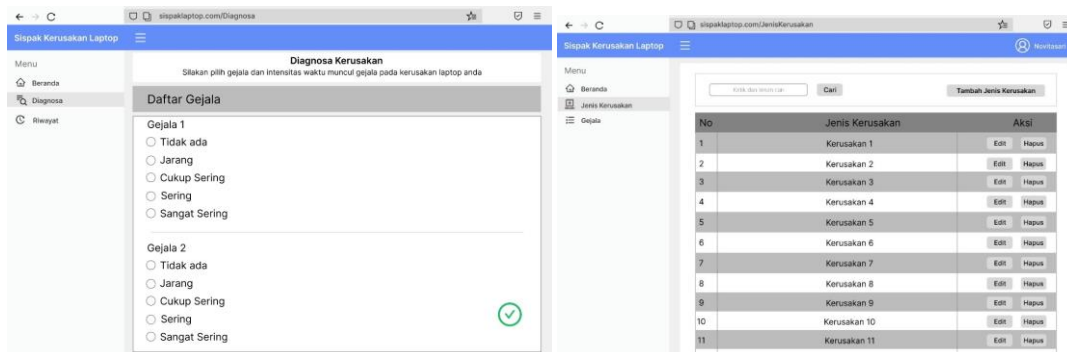 sispaklaptop.com/Diagnosa
Sispak Kerusakan Laptop
Menu
Beranda
Diagnosa
Riwayat
Diagnosa Kerusakan
Silakan pilih gejala dan intensitas waktu muncul gejala pada kerusakan laptop anda
Daftar Gejala
Gejala 1
Tidak ada
Jarang
Cukup Sering
Sering
Sangat Sering
Gejala 2
Tidak ada
Jarang
Cukup Sering
Sering
Sangat Sering
sispaklaptop.com/JenisKerusakan
Sispak Kerusakan Laptop
Novitasari
Menu
Beranda
Jenis Kerusakan
Gejala
Cari
Tambah Jenis Kerusakan
No Jenis Kerusakan Aksi
1 Kerusakan 1 Edit Hapus
2 Kerusakan 2 Edit Hapus
3 Kerusakan 3 Edit Hapus
4 Kerusakan 4 Edit Hapus
5 Kerusakan 5 Edit Hapus
6 Kerusakan 6 Edit Hapus
7 Kerusakan 7 Edit Hapus
8 Kerusakan 8 Edit Hapus
9 Kerusakan 9 Edit Hapus
10 Kerusakan 10 Edit Hapus
11 Kerusakan 11 Edit Hapus